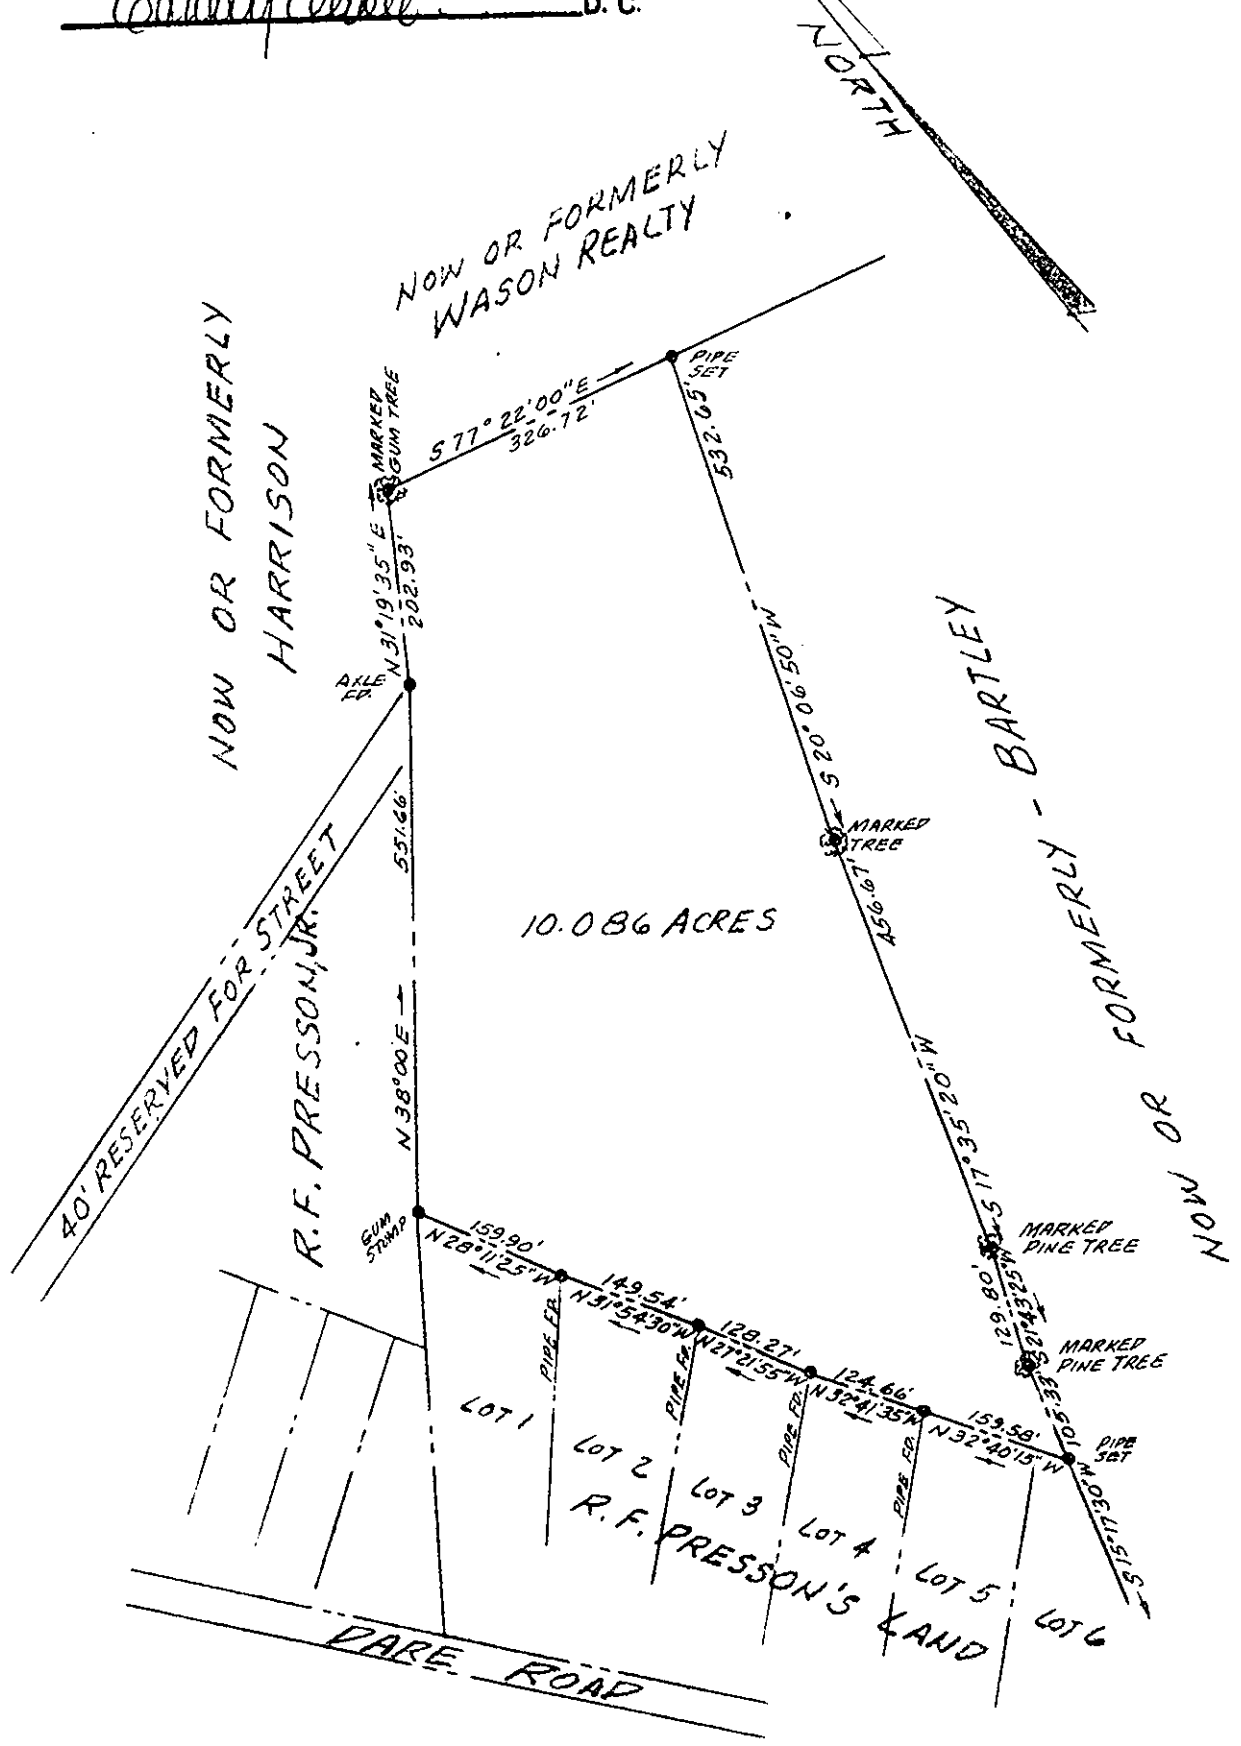 D. C.
NORTH
NOW OR FORMERLY
WASON REALTY
NOW OR FORMERLY
HARRISON
MARKED
GUM TREE
S 77° 22' 00" E
326.72'
PIPE
SET
532.65'
N 31° 19' 35" E
202.93'
AXLE
FD.
S 20° 06' 50" W
MARKED
TREE
NOW OR FORMERLY - BARTLEY
551.66'
456.67'
10.086 ACRES
40' RESERVED FOR STREET
R.F. PRESSON, JR.
N 38° 00' E
S 17° 35' 20" W
GUM
STUMP
159.90'
N 28° 11' 25" W
149.54'
N 31° 54' 30" W
128.27'
N 27° 21' 55" W
124.66'
N 32° 41' 35" W
159.58'
N 32° 40' 15" W
MARKED
PINE TREE
129.80'
S 21° 43' 25" W
MARKED
PINE TREE
105.33'
PIPE
SET
S 15° 17' 30" W
PIPE FD.
PIPE FD.
PIPE FD.
PIPE FD.
LOT 1
LOT 2
LOT 3
LOT 4
LOT 5
LOT 6
R. F. PRESSON'S LAND
DARE ROAD